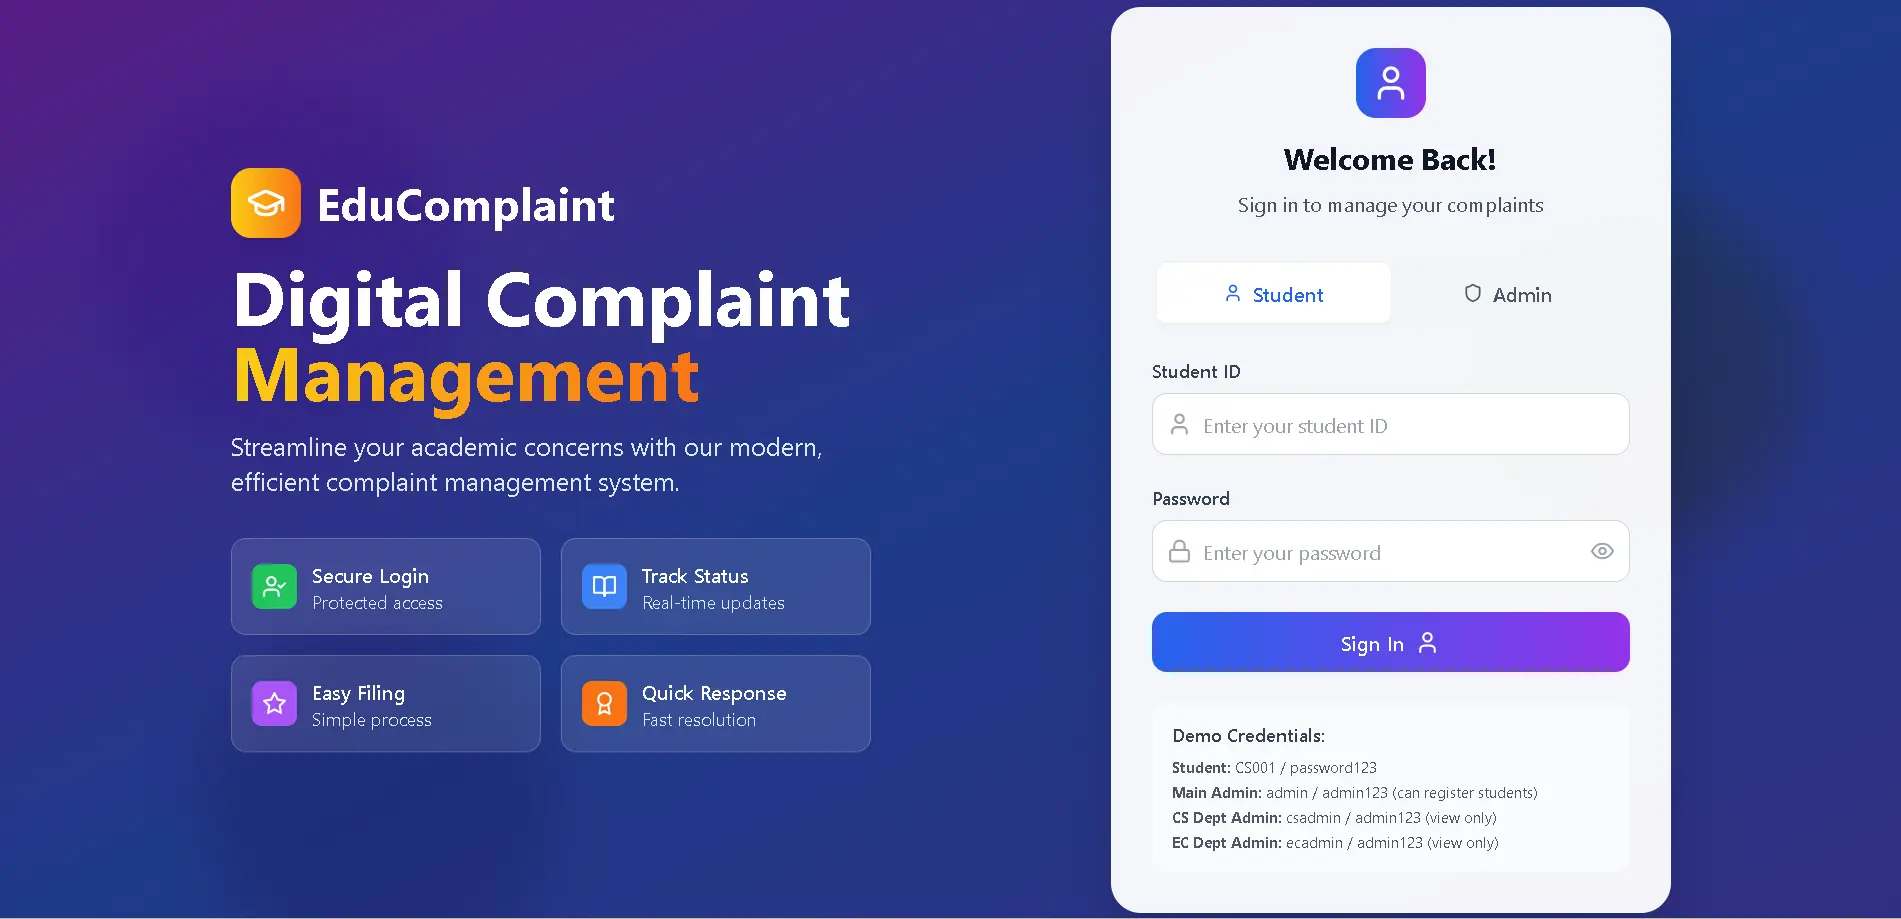 EduComplaint
Digital Complaint
Management
Streamline your academic concerns with our modern,
efficient complaint management system.
Secure Login
Protected access
Track Status
Real-time updates
Easy Filing
Simple process
Quick Response
Fast resolution
Welcome Back!
Sign in to manage your complaints
Student
Admin
Student ID
Enter your student ID
Password
Enter your password
Sign In
Demo Credentials:
Student: CS001 / password123
Main Admin: admin / admin123 (can register students)
CS Dept Admin: csadmin / admin123 (view only)
EC Dept Admin: ecadmin / admin123 (view only)